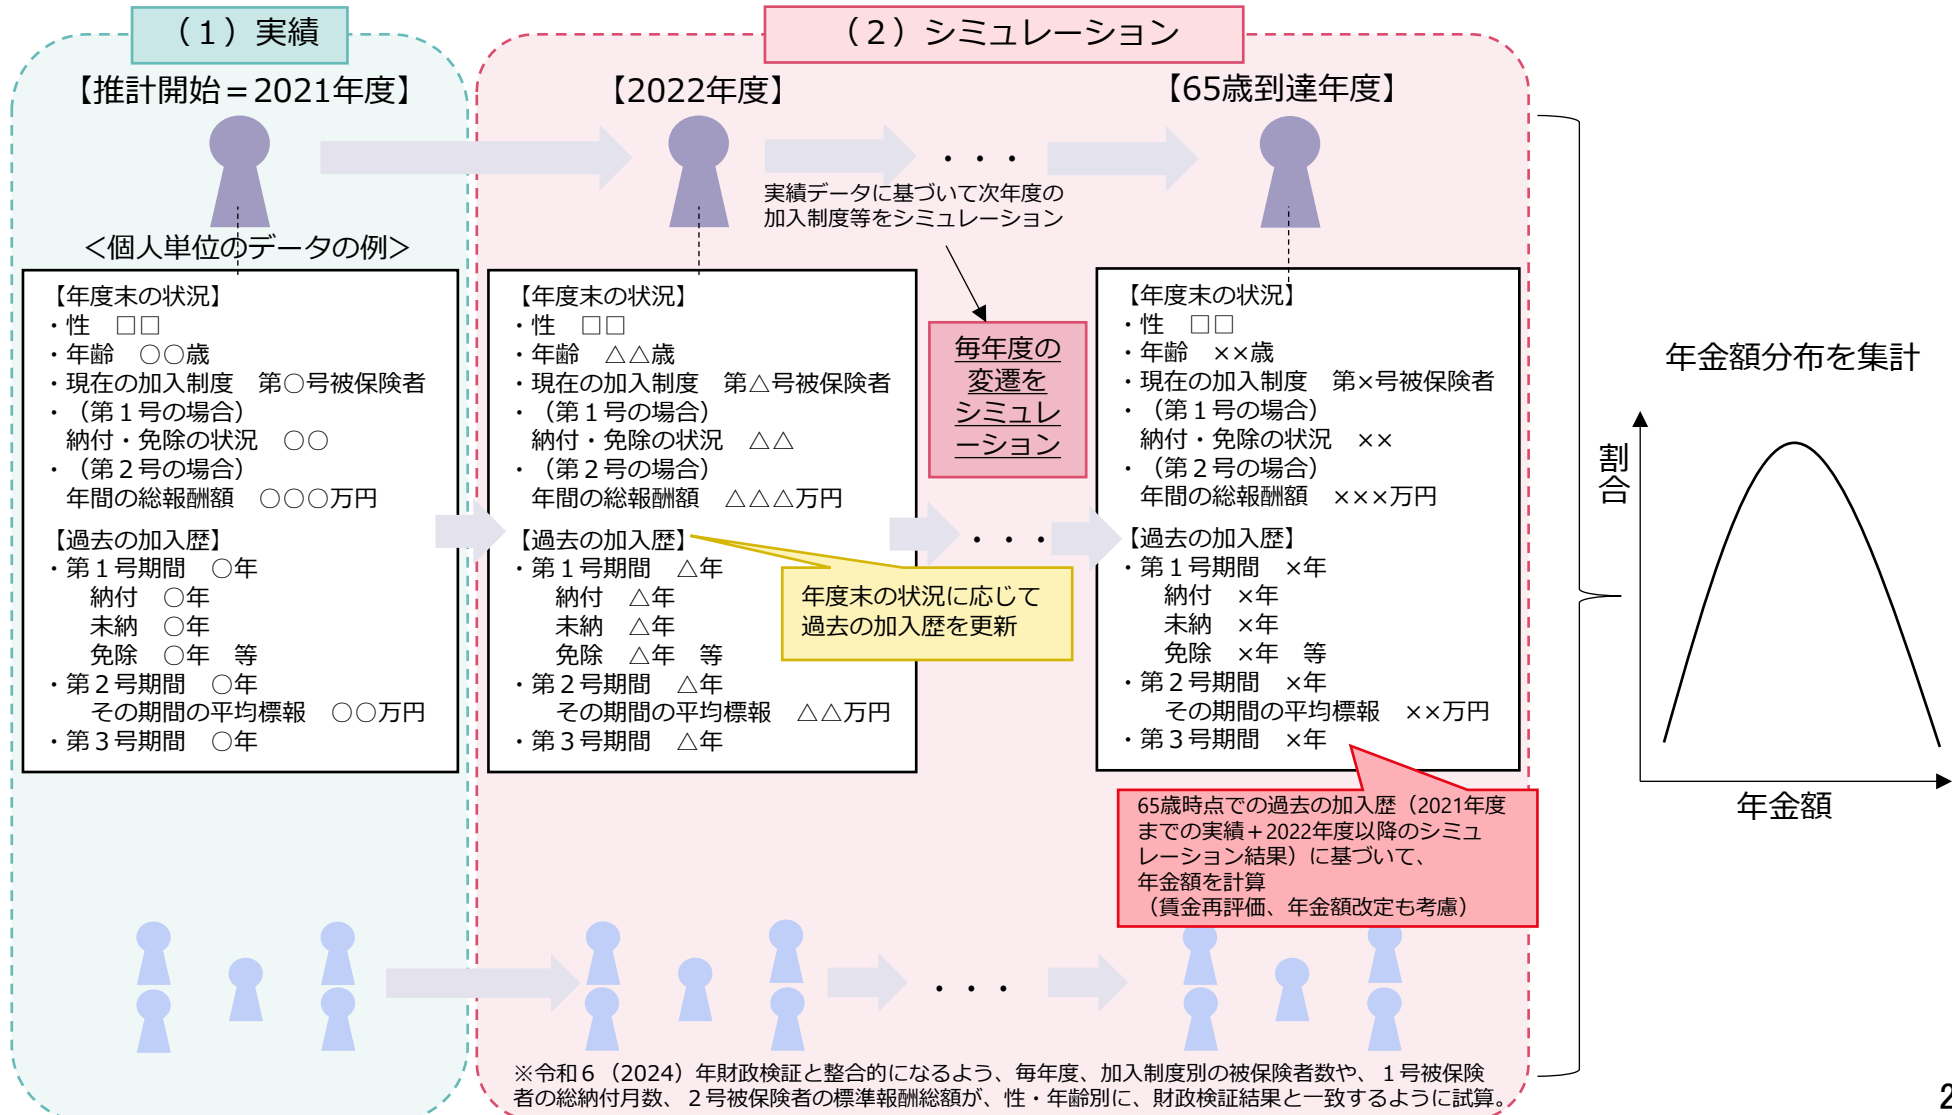 （１）実績
（２）シミュレーション
【推計開始＝2021年度】
【2022年度】
【65歳到達年度】
・・・
実績データに基づいて次年度の
加入制度等をシミュレーション
＜個人単位のデータの例＞
【年度末の状況】
・性　□□
・年齢　○○歳
・現在の加入制度　第○号被保険者
・（第１号の場合）
納付・免除の状況　○○
・（第２号の場合）
年間の総報酬額　○○○万円
【過去の加入歴】
・第１号期間　○年
納付　○年
未納　○年
免除　○年　等
・第２号期間　○年
その期間の平均標報　○○万円
・第３号期間　○年
【年度末の状況】
・性　□□
・年齢　△△歳
・現在の加入制度　第△号被保険者
・（第１号の場合）
納付・免除の状況　△△
・（第２号の場合）
年間の総報酬額　△△△万円
【過去の加入歴】
・第１号期間　△年
納付　△年
未納　△年
免除　△年　等
・第２号期間　△年
その期間の平均標報　△△万円
・第３号期間　△年
毎年度の
変遷を
シミュレ
ーション
・・・
年度末の状況に応じて
過去の加入歴を更新
【年度末の状況】
・性　□□
・年齢　××歳
・現在の加入制度　第×号被保険者
・（第１号の場合）
納付・免除の状況　××
・（第２号の場合）
年間の総報酬額　×××万円
【過去の加入歴】
・第１号期間　×年
納付　×年
未納　×年
免除　×年　等
・第２号期間　×年
その期間の平均標報　××万円
・第３号期間　×年
65歳時点での過去の加入歴（2021年度
までの実績＋2022年度以降のシミュ
レーション結果）に基づいて、
年金額を計算
（賃金再評価、年金額改定も考慮）
・・・
年金額分布を集計
割合
年金額
※令和６（2024）年財政検証と整合的になるよう、毎年度、加入制度別の被保険者数や、１号被保険
者の総納付月数、２号被保険者の標準報酬総額が、性・年齢別に、財政検証結果と一致するように試算。
2